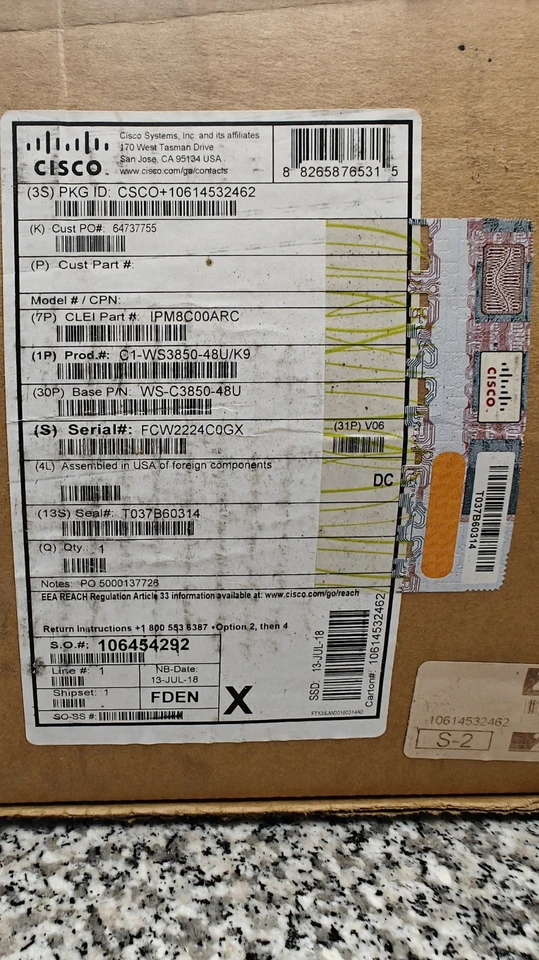 CISCO
Cisco Systems, Inc. and its affiliates
170 West Tasman Drive
San Jose, CA 95134 USA
www.cisco.com/go/contacts
8 82658 76531 5
(3S) PKG ID: CSCO+10614532462
(K) Cust PO#: 64737755
(P) Cust Part #:
Model # / CPN:
(7P) CLEI Part #: IPM8C00ARC
(1P) Prod.#: C1-WS3850-48U/K9
(30P) Base P/N: WS-C3850-48U
(S) Serial#: FCW2224C0GX
(31P) V06
(4L) Assembled in USA of foreign components
DC
(13S) Seal#: T037B60314
(Q) Qty.: 1
Notes: PO 5000137726
EEA REACH Regulation Article 33 information available at: www.cisco.com/go/reach
Return Instructions +1 800 553 6387 •Option 2, then 4
S.O.#: 106454292
Line #: 1
NB-Date:
13-JUL-18
Shipset: 1
FDEN
X
SO-SS #:
SSD: 13-JUL-18
Carton#: 10614532462
CISCO
T037B60314
10614532462
S-2